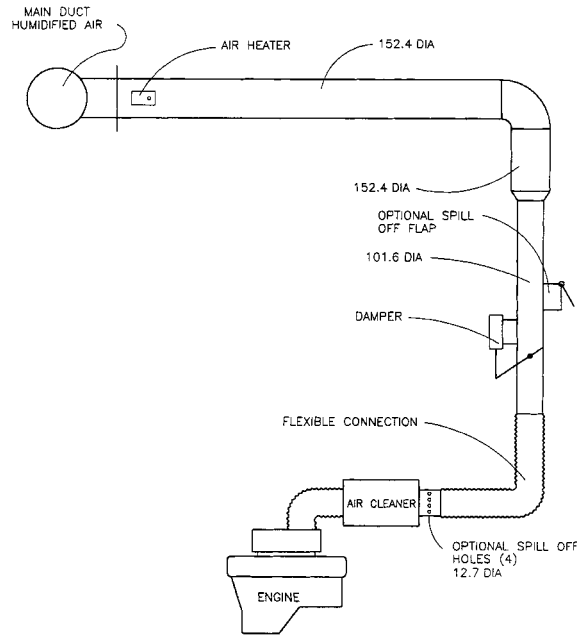 MAIN DUCT
HUMIDIFIED AIR
AIR HEATER
152.4 DIA
152.4 DIA
OPTIONAL SPILL
OFF FLAP
101.6 DIA
DAMPER
FLEXIBLE CONNECTION
AIR CLEANER
OPTIONAL SPILL OFF
HOLES (4)
12.7 DIA
ENGINE